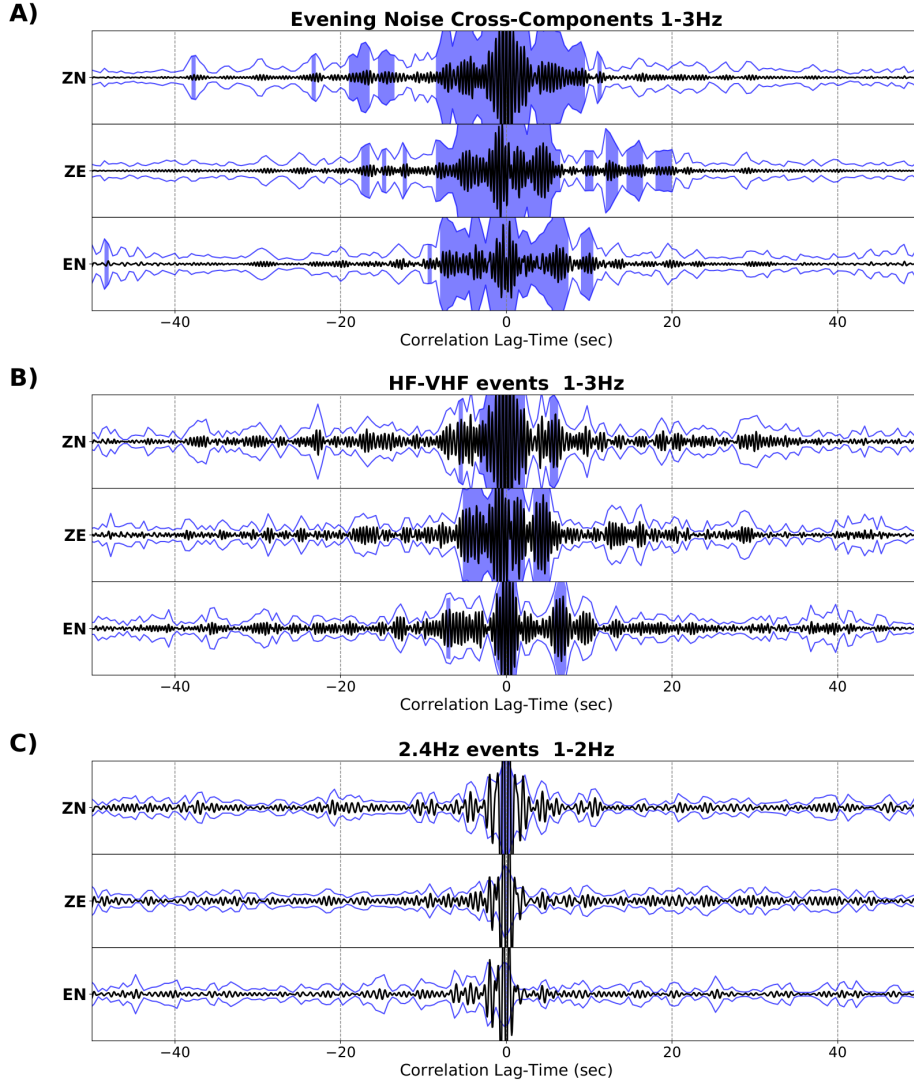 A)
Evening Noise Cross-Components 1-3Hz
ZN
ZE
EN
−40 −20 0 20 40
Correlation Lag-Time (sec)
B)
HF-VHF events  1-3Hz
ZN
ZE
EN
−40 −20 0 20 40
Correlation Lag-Time (sec)
C)
2.4Hz events  1-2Hz
ZN
ZE
EN
−40 −20 0 20 40
Correlation Lag-Time (sec)